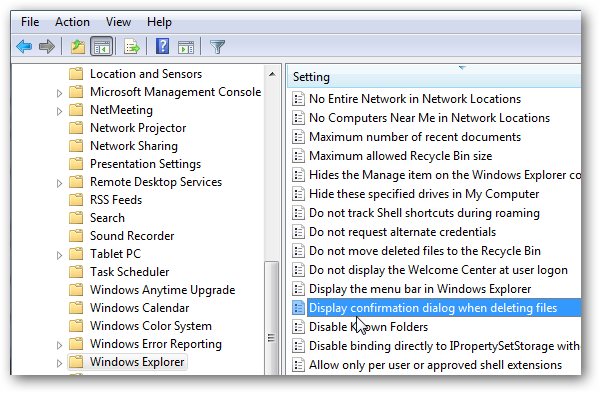 File Action View Help
Location and Sensors
Microsoft Management Console
NetMeeting
Network Projector
Network Sharing
Presentation Settings
Remote Desktop Services
RSS Feeds
Search
Sound Recorder
Tablet PC
Task Scheduler
Windows Anytime Upgrade
Windows Calendar
Windows Color System
Windows Error Reporting
Windows Explorer
Setting
No Entire Network in Network Locations
No Computers Near Me in Network Locations
Maximum number of recent documents
Maximum allowed Recycle Bin size
Hides the Manage item on the Windows Explorer co
Hide these specified drives in My Computer
Do not track Shell shortcuts during roaming
Do not request alternate credentials
Do not move deleted files to the Recycle Bin
Do not display the Welcome Center at user logon
Display the menu bar in Windows Explorer
Display confirmation dialog when deleting files
Disable Known Folders
Disable binding directly to IPropertySetStorage witho
Allow only per user or approved shell extensions